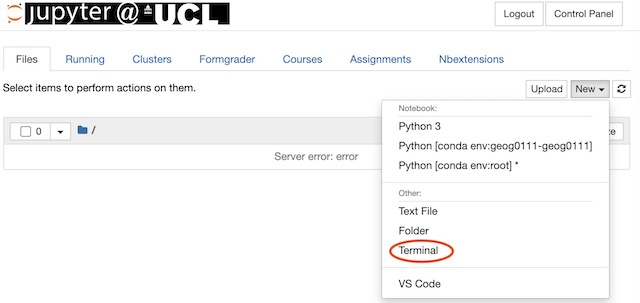 jupyter @ UCL
Logout Control Panel
Files Running Clusters Formgrader Courses Assignments Nbextensions
Select items to perform actions on them.
Upload New
Notebook:
0 /
Python 3
Python [conda env:geog0111-geog0111]
Server error: error
Python [conda env:root] *
Other:
Text File
Folder
Terminal
VS Code